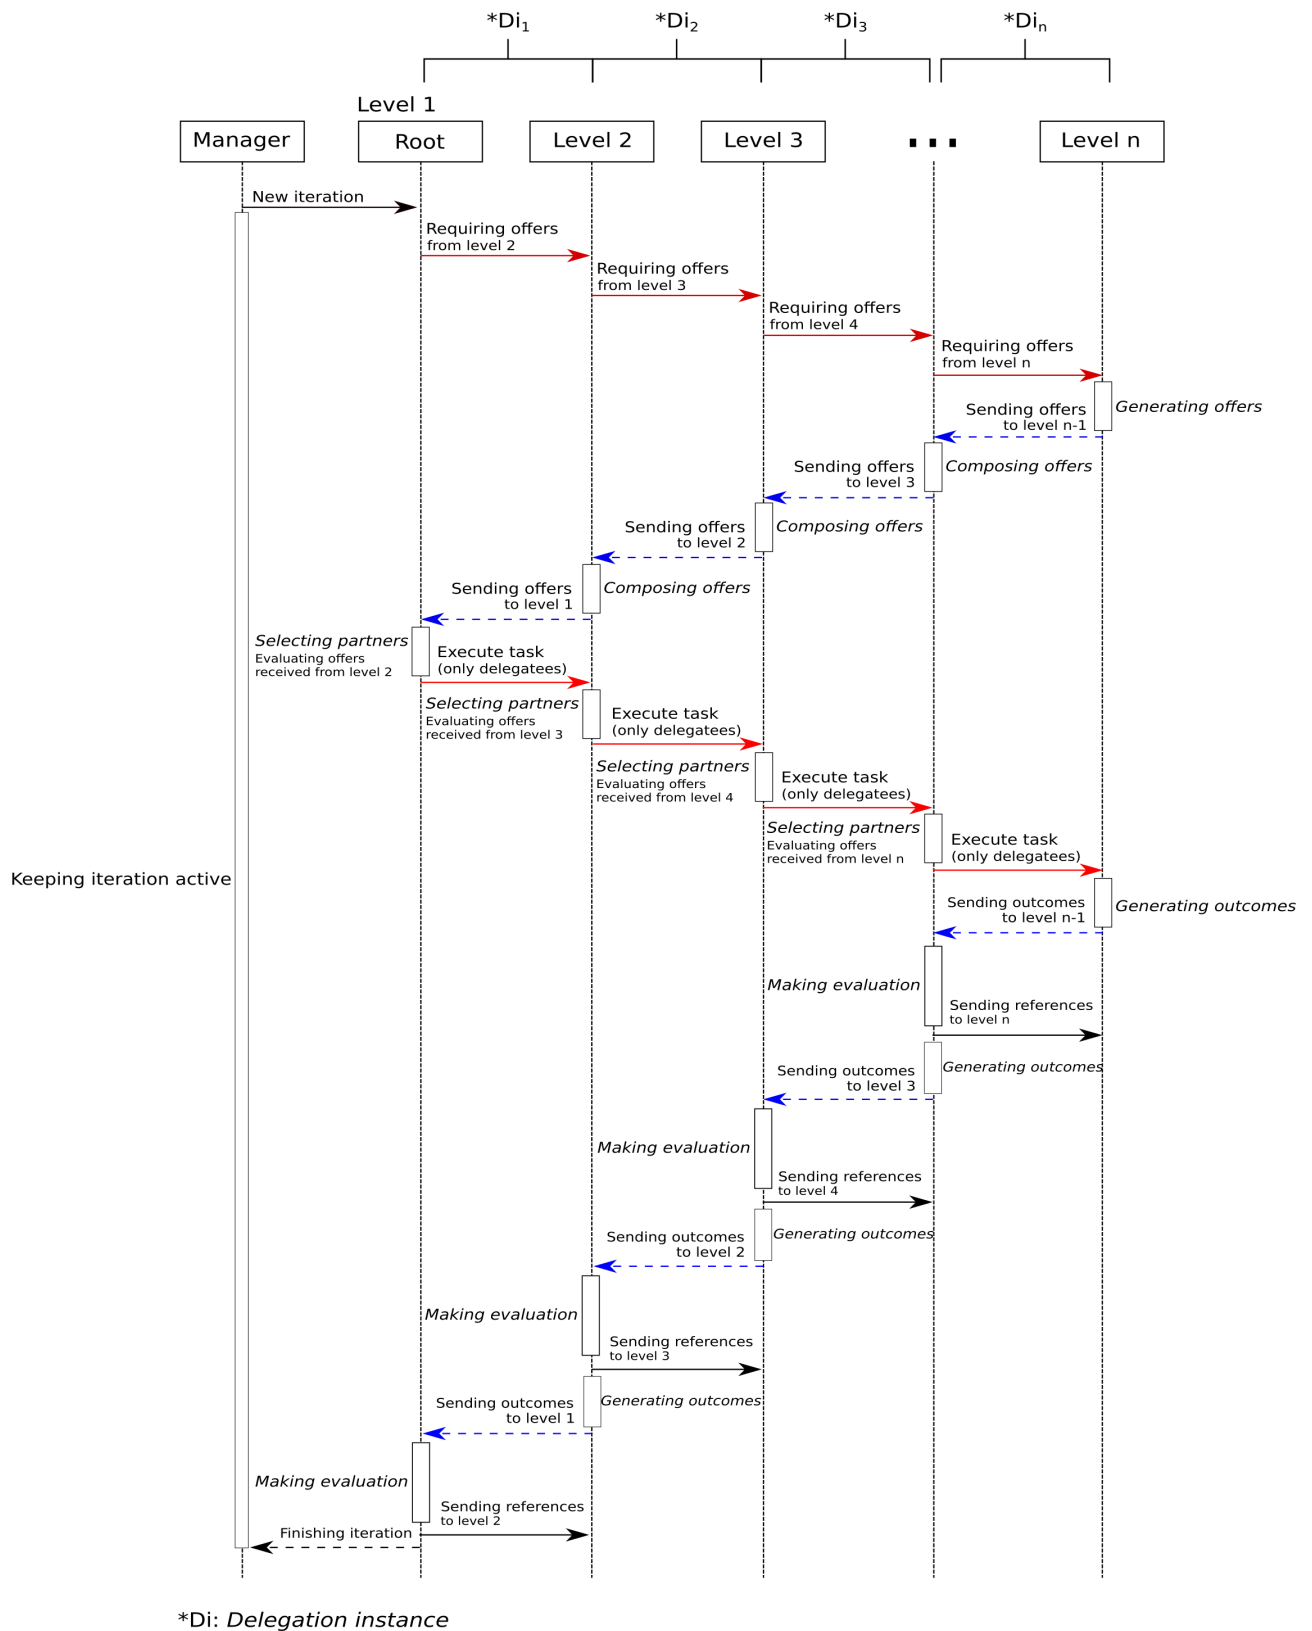 *Di1
*Di2
*Di3
*Din
Level 1
Manager
Root
Level 2
Level 3
...
Level n
New iteration
Requiring offers
from level 2
Requiring offers
from level 3
Requiring offers
from level 4
Requiring offers
from level n
Generating offers
Sending offers
to level n-1
Composing offers
Sending offers
to level 3
Composing offers
Sending offers
to level 2
Composing offers
Sending offers
to level 1
Selecting partners
Evaluating offers
received from level 2
Execute task
(only delegatees)
Selecting partners
Evaluating offers
received from level 3
Execute task
(only delegatees)
Selecting partners
Evaluating offers
received from level 4
Execute task
(only delegatees)
Selecting partners
Evaluating offers
received from level n
Execute task
(only delegatees)
Keeping iteration active
Sending outcomes
to level n-1
Generating outcomes
Making evaluation
Sending references
to level n
Generating outcomes
Sending outcomes
to level 3
Making evaluation
Sending references
to level 4
Generating outcomes
Sending outcomes
to level 2
Making evaluation
Sending references
to level 3
Generating outcomes
Sending outcomes
to level 1
Making evaluation
Sending references
to level 2
Finishing iteration
*Di: Delegation instance